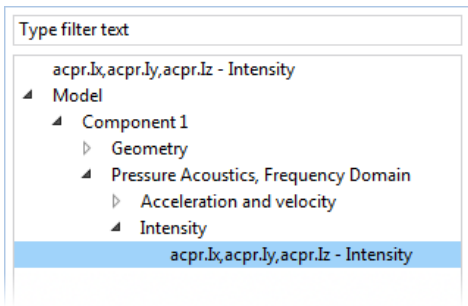 Type filter text
acpr.Ix,acpr.Iy,acpr.Iz - Intensity
Model
Component 1
Geometry
Pressure Acoustics, Frequency Domain
Acceleration and velocity
Intensity
acpr.Ix,acpr.Iy,acpr.Iz - Intensity